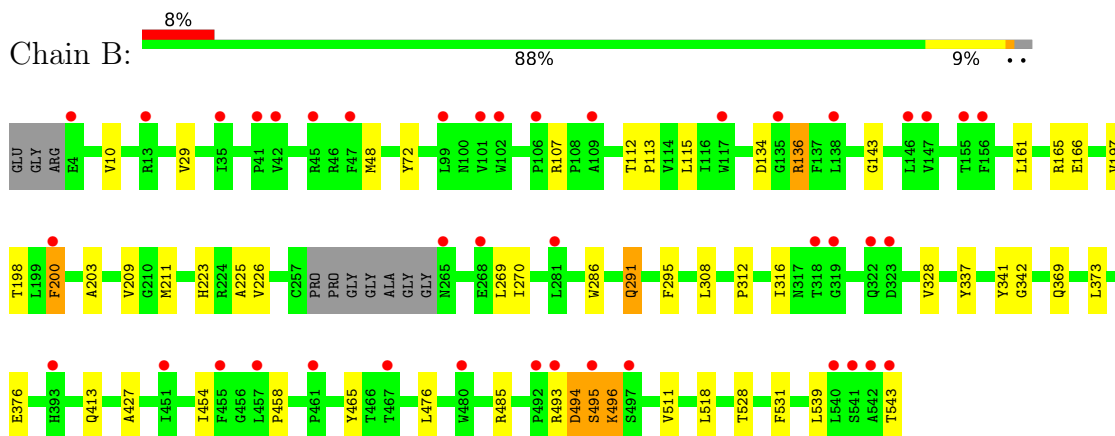 8%
Chain B:
88% 9% • •
GLU GLY ARG E4 V10 R13 V29 I35 P41 V42 R45 R46 F47 M48 Y72 L99 N100 V101 W102 P106 R107 P108 A109 T112 P113 V114 L115 I116 W117 D134 G135 R136 F137 L138 G143 L146 V147 T155 F156 L161 R165 E166 V197
T198 L199 F200 A203 V209 G210 M211 H223 R224 A225 V226 C257 PRO PRO GLY GLY ALA GLY GLY N265 E268 L269 I270 L281 W286 Q291 F295 L308 P312 I316 N317 T318 G319 Q322 D323 V328 Y337 Y341 G342 Q369 L373
E376 H393 Q413 A427 I451 I454 F455 G456 L457 P458 P461 Y465 T466 T467 L476 W480 R485 P492 R493 D494 S495 K496 S497 V511 L518 T528 F531 L539 L540 S541 A542 T543